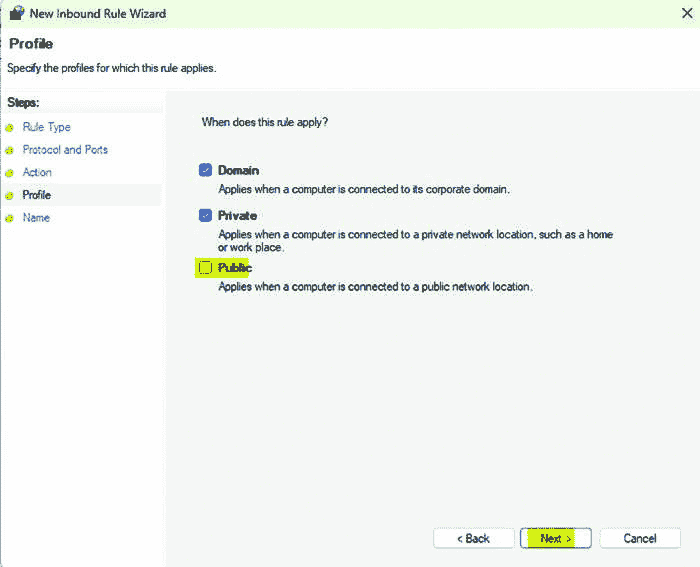 New Inbound Rule Wizard
Profile
Specify the profiles for which this rule applies.
Steps:
Rule Type
Protocol and Ports
Action
Profile
Name
When does this rule apply?
Domain
Applies when a computer is connected to its corporate domain.
Private
Applies when a computer is connected to a private network location, such as a home
or work place.
Public
Applies when a computer is connected to a public network location.
< Back
Next >
Cancel